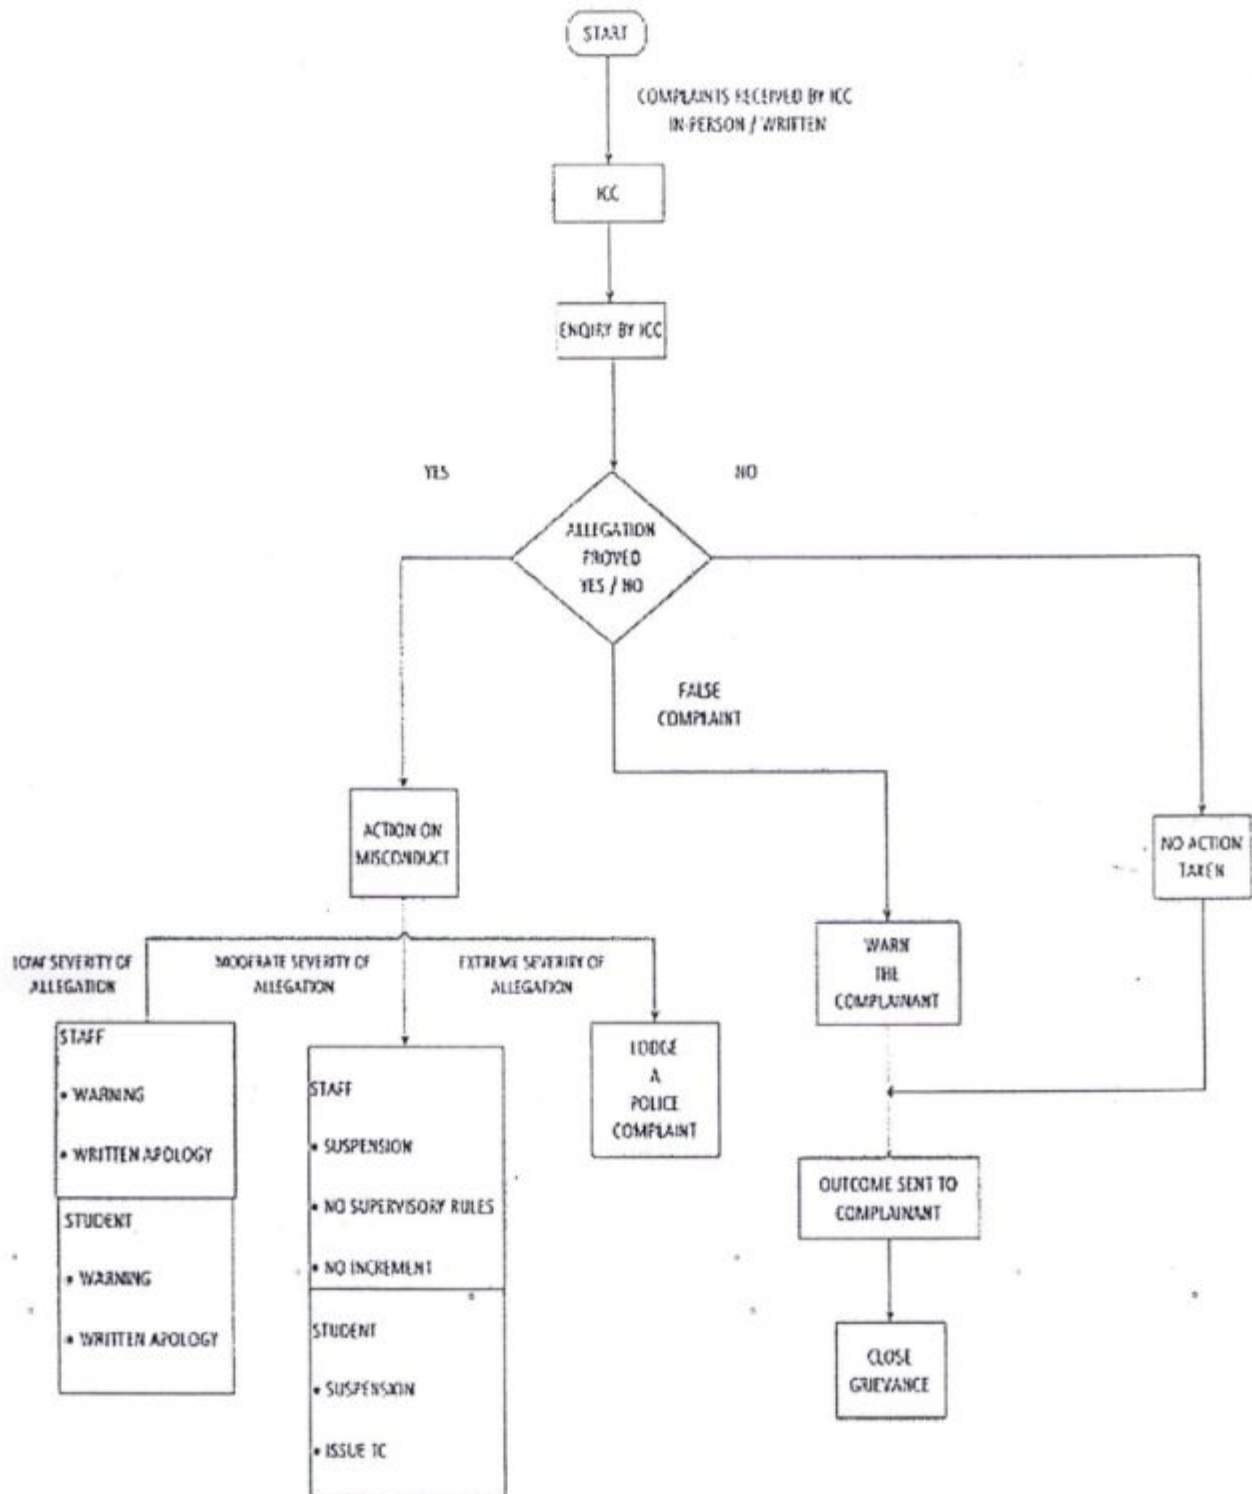 START
COMPLAINTS RECEIVED BY ICC
IN-PERSON / WRITTEN
ICC
ENQIRY BY ICC
YES
NO
ALLEGATION
PROVED
YES / NO
FALSE
COMPLAINT
ACTION ON
MISCONDUCT
NO ACTION
TAKEN
WARN
THE
COMPLAINANT
LOW SEVERITY OF
ALLEGATION
MODERATE SEVERITY OF
ALLEGATION
EXTREME SEVERITY OF
ALLEGATION
STAFF
• WARNING
• WRITTEN APOLOGY
STUDENT
• WARNING
• WRITTEN APOLOGY
STAFF
• SUSPENSION
• NO SUPERVISORY RULES
• NO INCREMENT
STUDENT
• SUSPENSION
• ISSUE TC
LODGE
A
POLICE
COMPLAINT
OUTCOME SENT TO
COMPLAINANT
CLOSE
GRIEVANCE